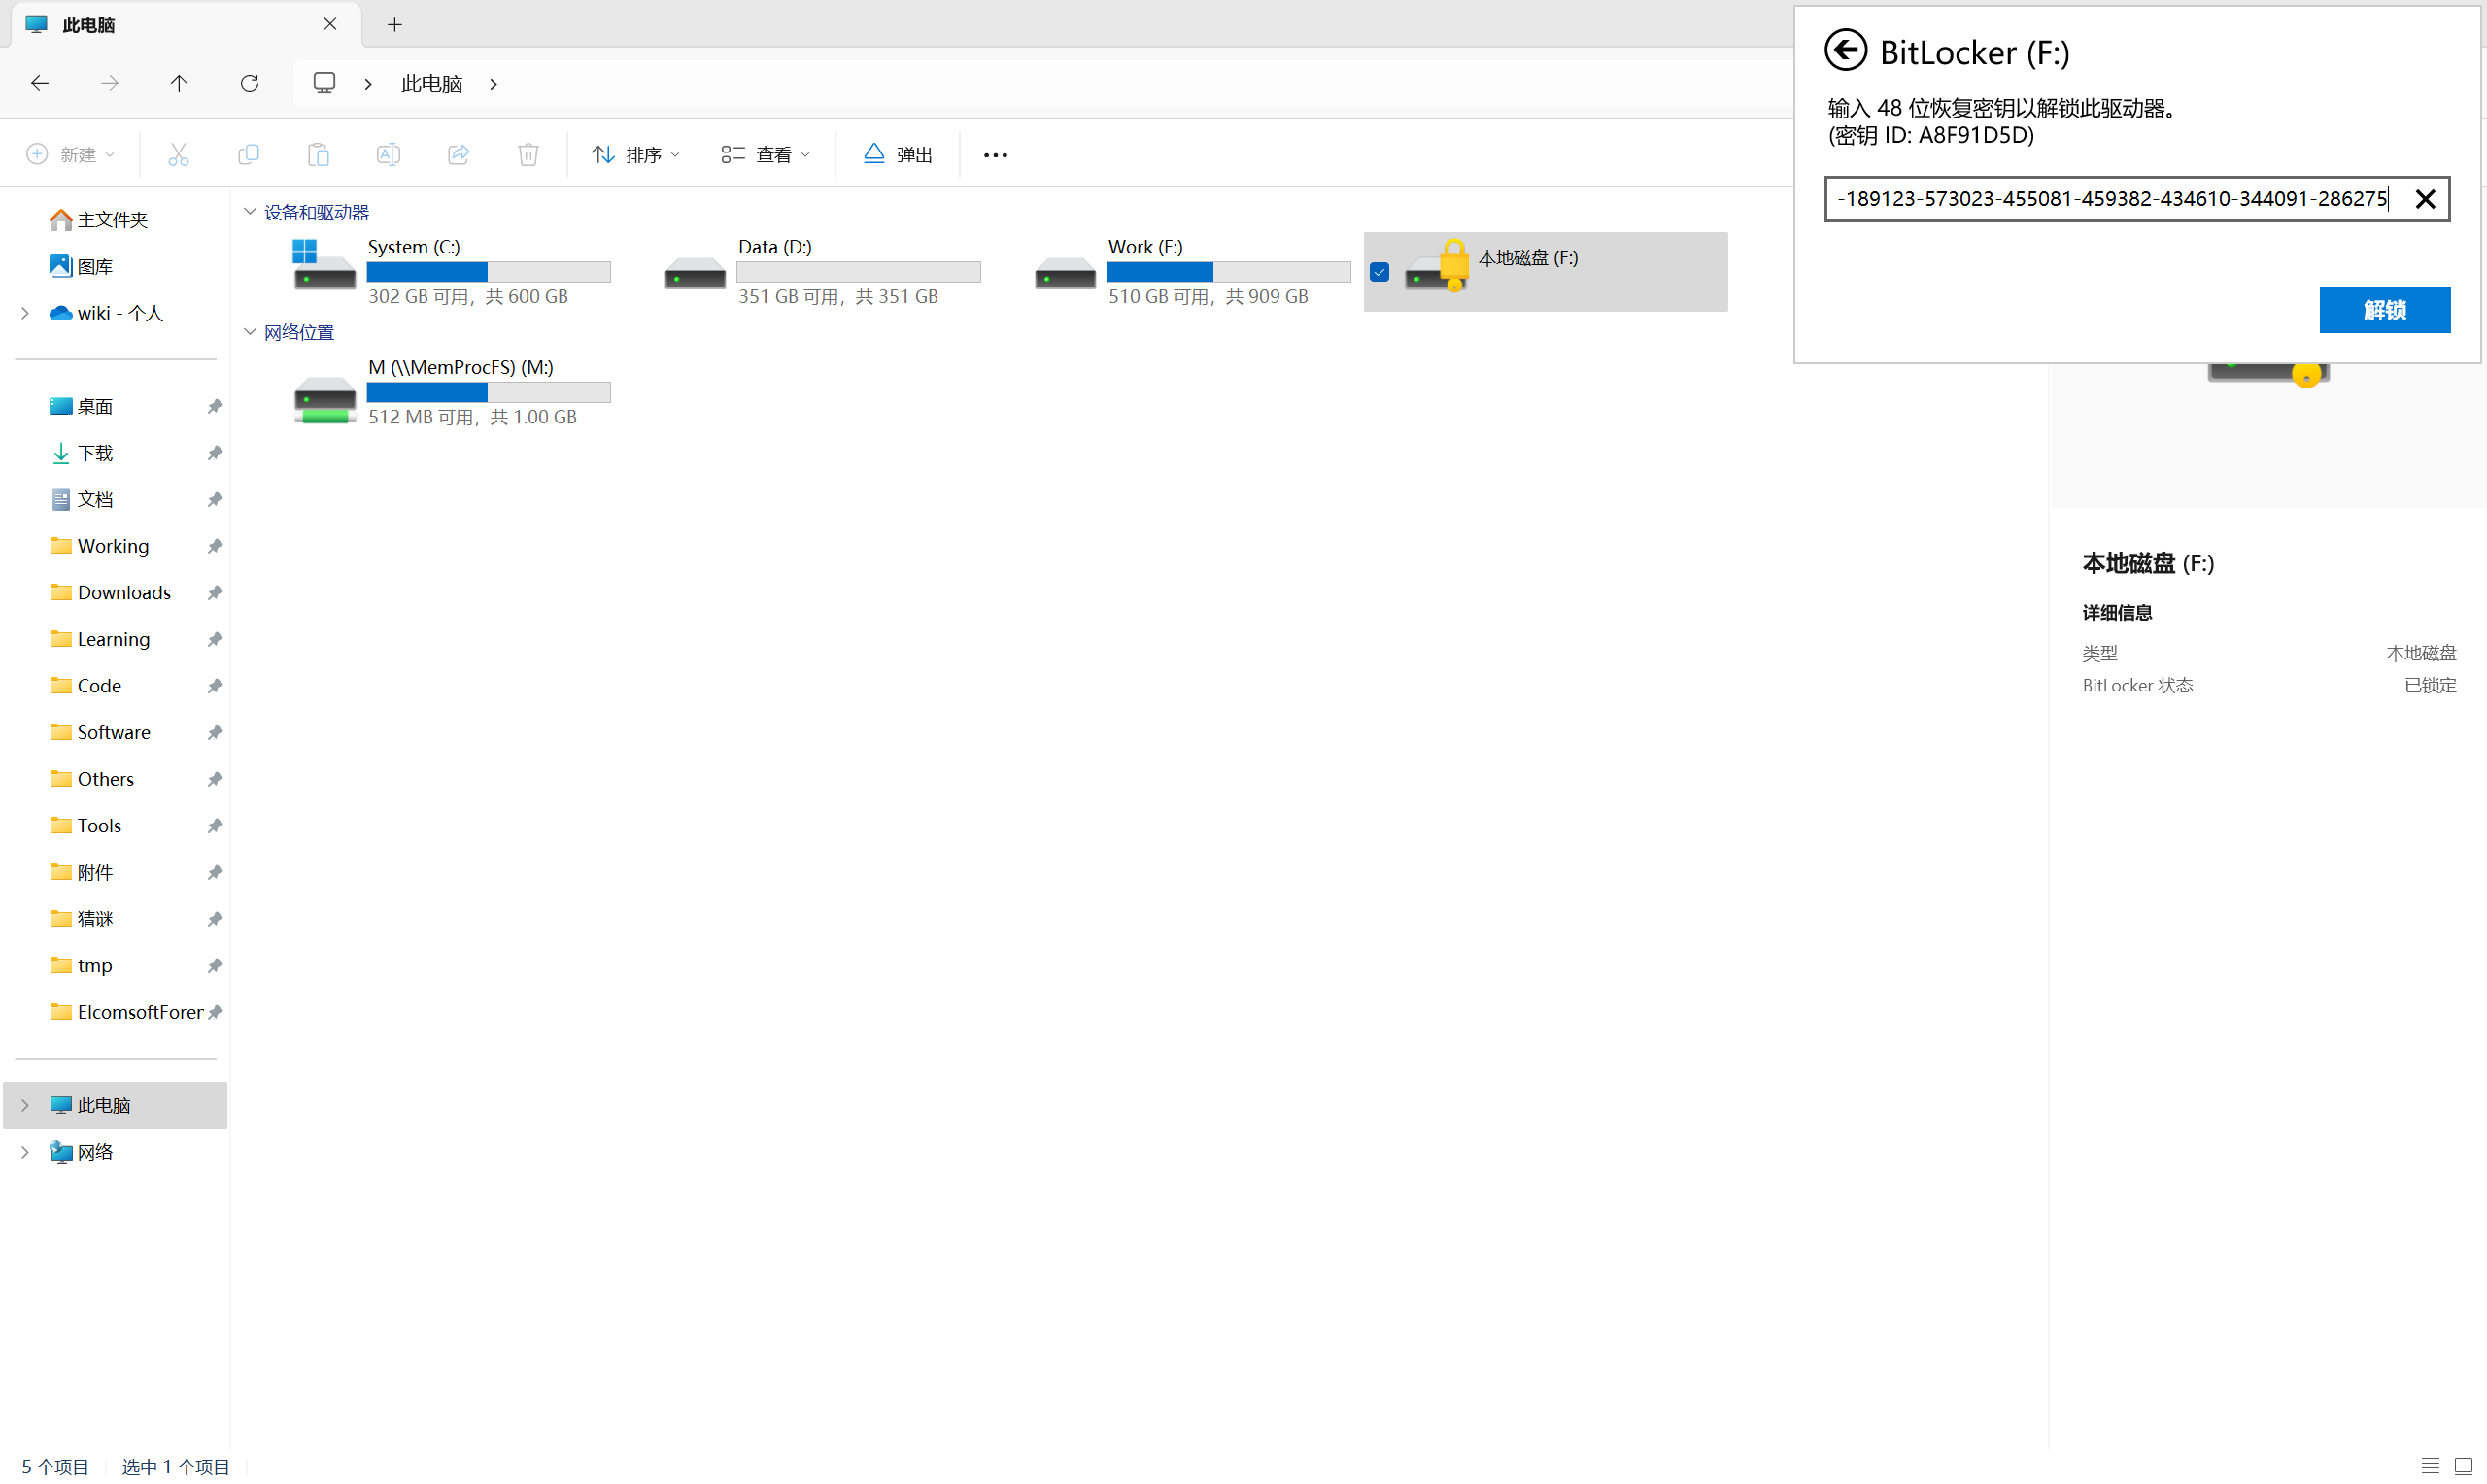 此电脑
此电脑
新建
排序
查看
弹出
主文件夹
图库
wiki - 个人
桌面
下载
文档
Working
Downloads
Learning
Code
Software
Others
Tools
附件
猜谜
tmp
ElcomsoftForen
此电脑
网络
设备和驱动器
System (C:)
302 GB 可用，共 600 GB
Data (D:)
351 GB 可用，共 351 GB
Work (E:)
510 GB 可用，共 909 GB
本地磁盘 (F:)
网络位置
M (\\MemProcFS) (M:)
512 MB 可用，共 1.00 GB
BitLocker (F:)
输入 48 位恢复密钥以解锁此驱动器。
(密钥 ID: A8F91D5D)
-189123-573023-455081-459382-434610-344091-286275
解锁
本地磁盘 (F:)
详细信息
类型 本地磁盘
BitLocker 状态 已锁定
5 个项目 选中 1 个项目